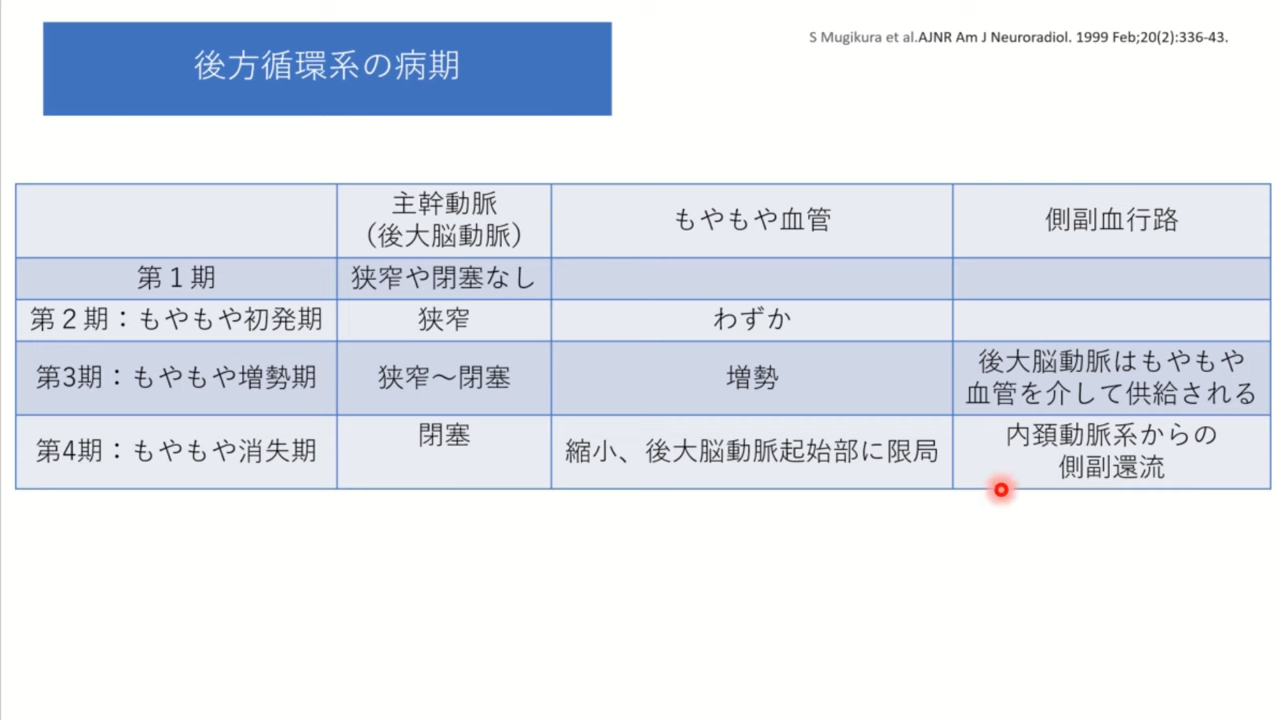 後方循環系の病期
S Mugikura et al.AJNR Am J Neuroradiol. 1999 Feb;20(2):336-43.
主幹動脈
（後大脳動脈）
もやもや血管
側副血行路
第１期
狭窄や閉塞なし
第２期：もやもや初発期
狭窄
わずか
第3期：もやもや増勢期
狭窄～閉塞
増勢
後大脳動脈はもやもや
血管を介して供給される
第4期：もやもや消失期
閉塞
縮小、後大脳動脈起始部に限局
内頚動脈系からの
側副還流